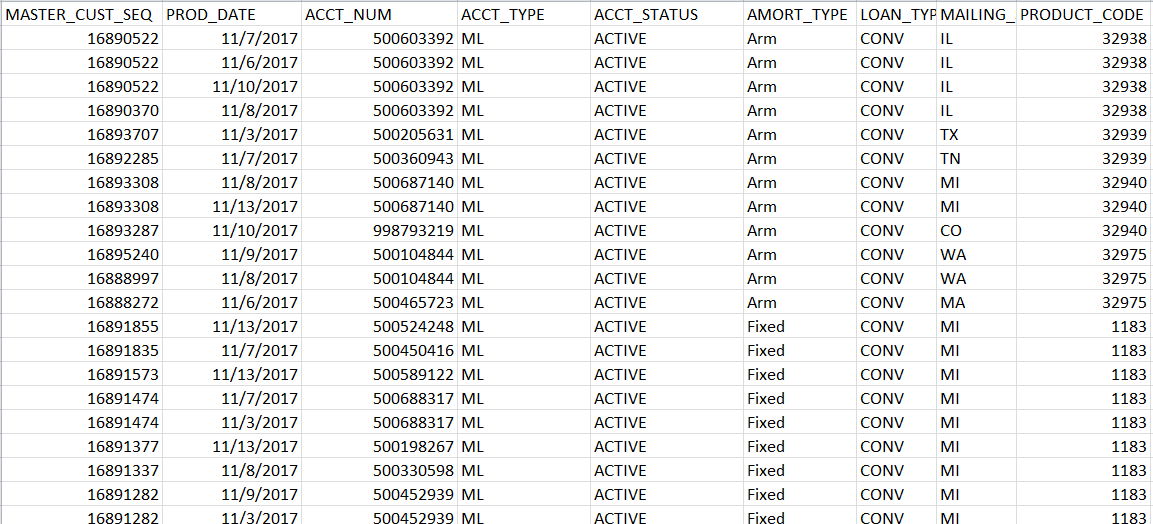 MASTER_CUST_SEQ PROD_DATE ACCT_NUM ACCT_TYPE ACCT_STATUS AMORT_TYPE LOAN_TYP MAILING_ PRODUCT_CODE
16890522 11/7/2017 500603392 ML ACTIVE Arm CONV IL 32938
16890522 11/6/2017 500603392 ML ACTIVE Arm CONV IL 32938
16890522 11/10/2017 500603392 ML ACTIVE Arm CONV IL 32938
16890370 11/8/2017 500603392 ML ACTIVE Arm CONV IL 32938
16893707 11/3/2017 500205631 ML ACTIVE Arm CONV TX 32939
16892285 11/7/2017 500360943 ML ACTIVE Arm CONV TN 32939
16893308 11/8/2017 500687140 ML ACTIVE Arm CONV MI 32940
16893308 11/13/2017 500687140 ML ACTIVE Arm CONV MI 32940
16893287 11/10/2017 998793219 ML ACTIVE Arm CONV CO 32940
16895240 11/9/2017 500104844 ML ACTIVE Arm CONV WA 32975
16888997 11/8/2017 500104844 ML ACTIVE Arm CONV WA 32975
16888272 11/6/2017 500465723 ML ACTIVE Arm CONV MA 32975
16891855 11/13/2017 500524248 ML ACTIVE Fixed CONV MI 1183
16891835 11/7/2017 500450416 ML ACTIVE Fixed CONV MI 1183
16891573 11/13/2017 500589122 ML ACTIVE Fixed CONV MI 1183
16891474 11/7/2017 500688317 ML ACTIVE Fixed CONV MI 1183
16891474 11/3/2017 500688317 ML ACTIVE Fixed CONV MI 1183
16891377 11/13/2017 500198267 ML ACTIVE Fixed CONV MI 1183
16891337 11/8/2017 500330598 ML ACTIVE Fixed CONV MI 1183
16891282 11/9/2017 500452939 ML ACTIVE Fixed CONV MI 1183
16891282 11/3/2017 500452939 ML ACTIVE Fixed CONV MI 1183